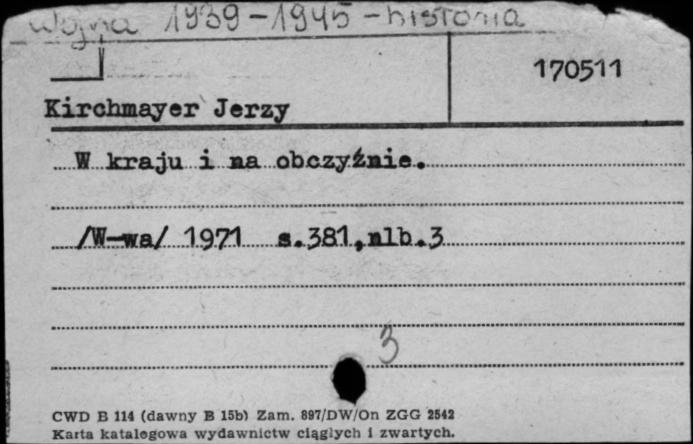 Wojna 1939-1945 - historia
170511
Kirchmayer Jerzy
W kraju i na obczyźnie.
/W-wa/ 1971 s.381,nlb.3
3
CWD B 114 (dawny B 15b) Zam. 897/DW/On ZGG 2542
Karta katalogowa wydawnictw ciągłych i zwartych.